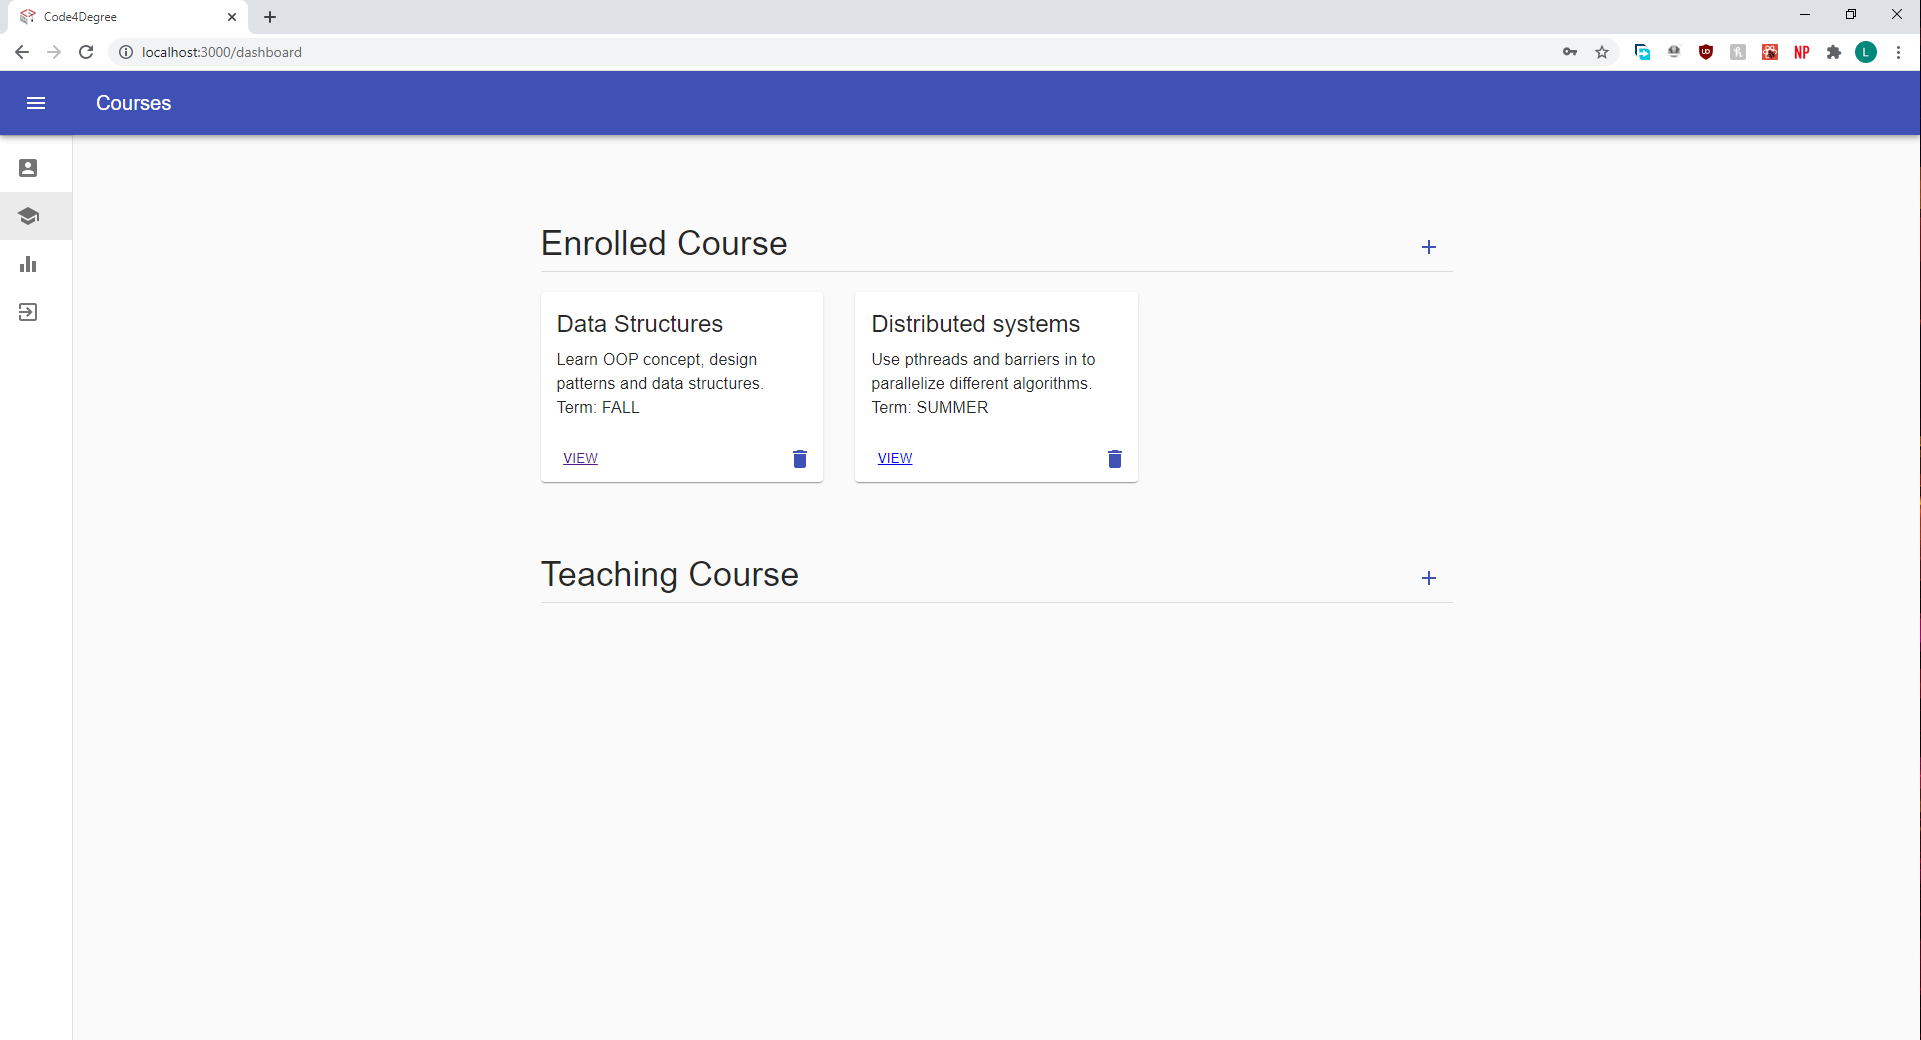 Code4Degree
localhost:3000/dashboard
NP
L
Courses
Enrolled Course
Data Structures
Learn OOP concept, design
patterns and data structures.
Term: FALL
VIEW
Distributed systems
Use pthreads and barriers in to
parallelize different algorithms.
Term: SUMMER
VIEW
Teaching Course